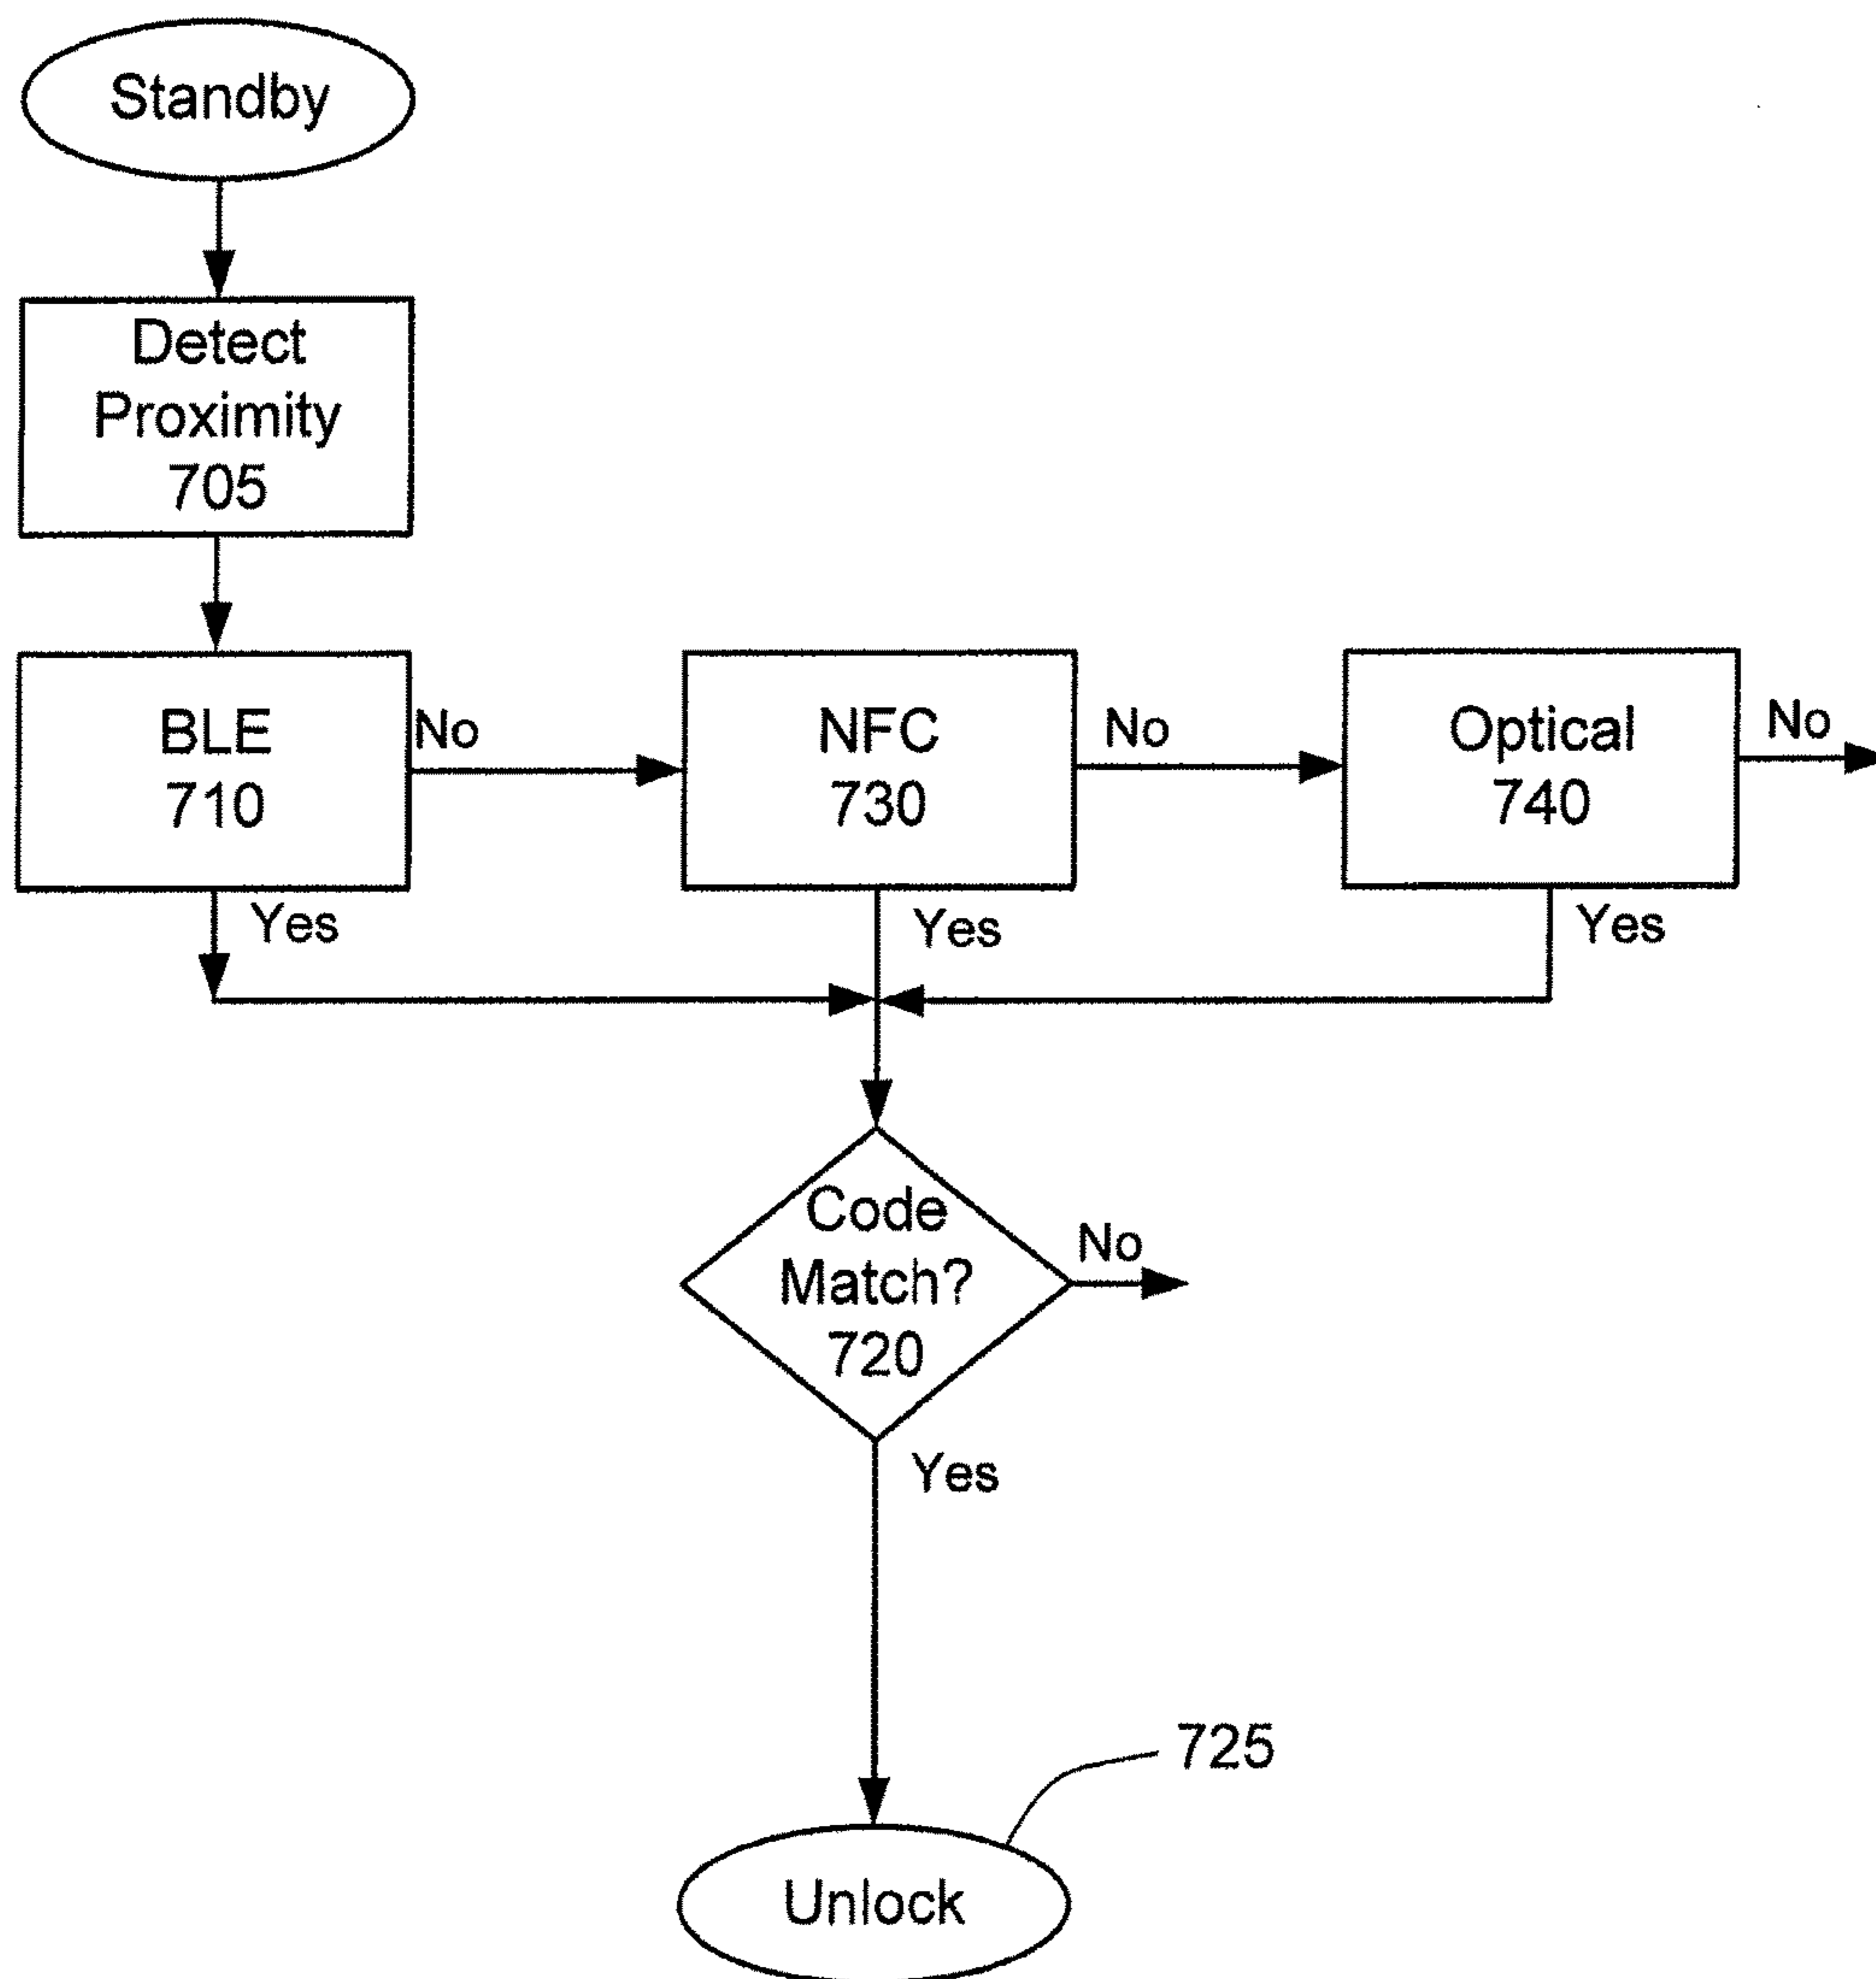 Standby
Detect
Proximity
705
BLE
710
No
NFC
730
No
Optical
740
No
Yes
Yes
Yes
Code
Match?
720
No
Yes
725
Unlock